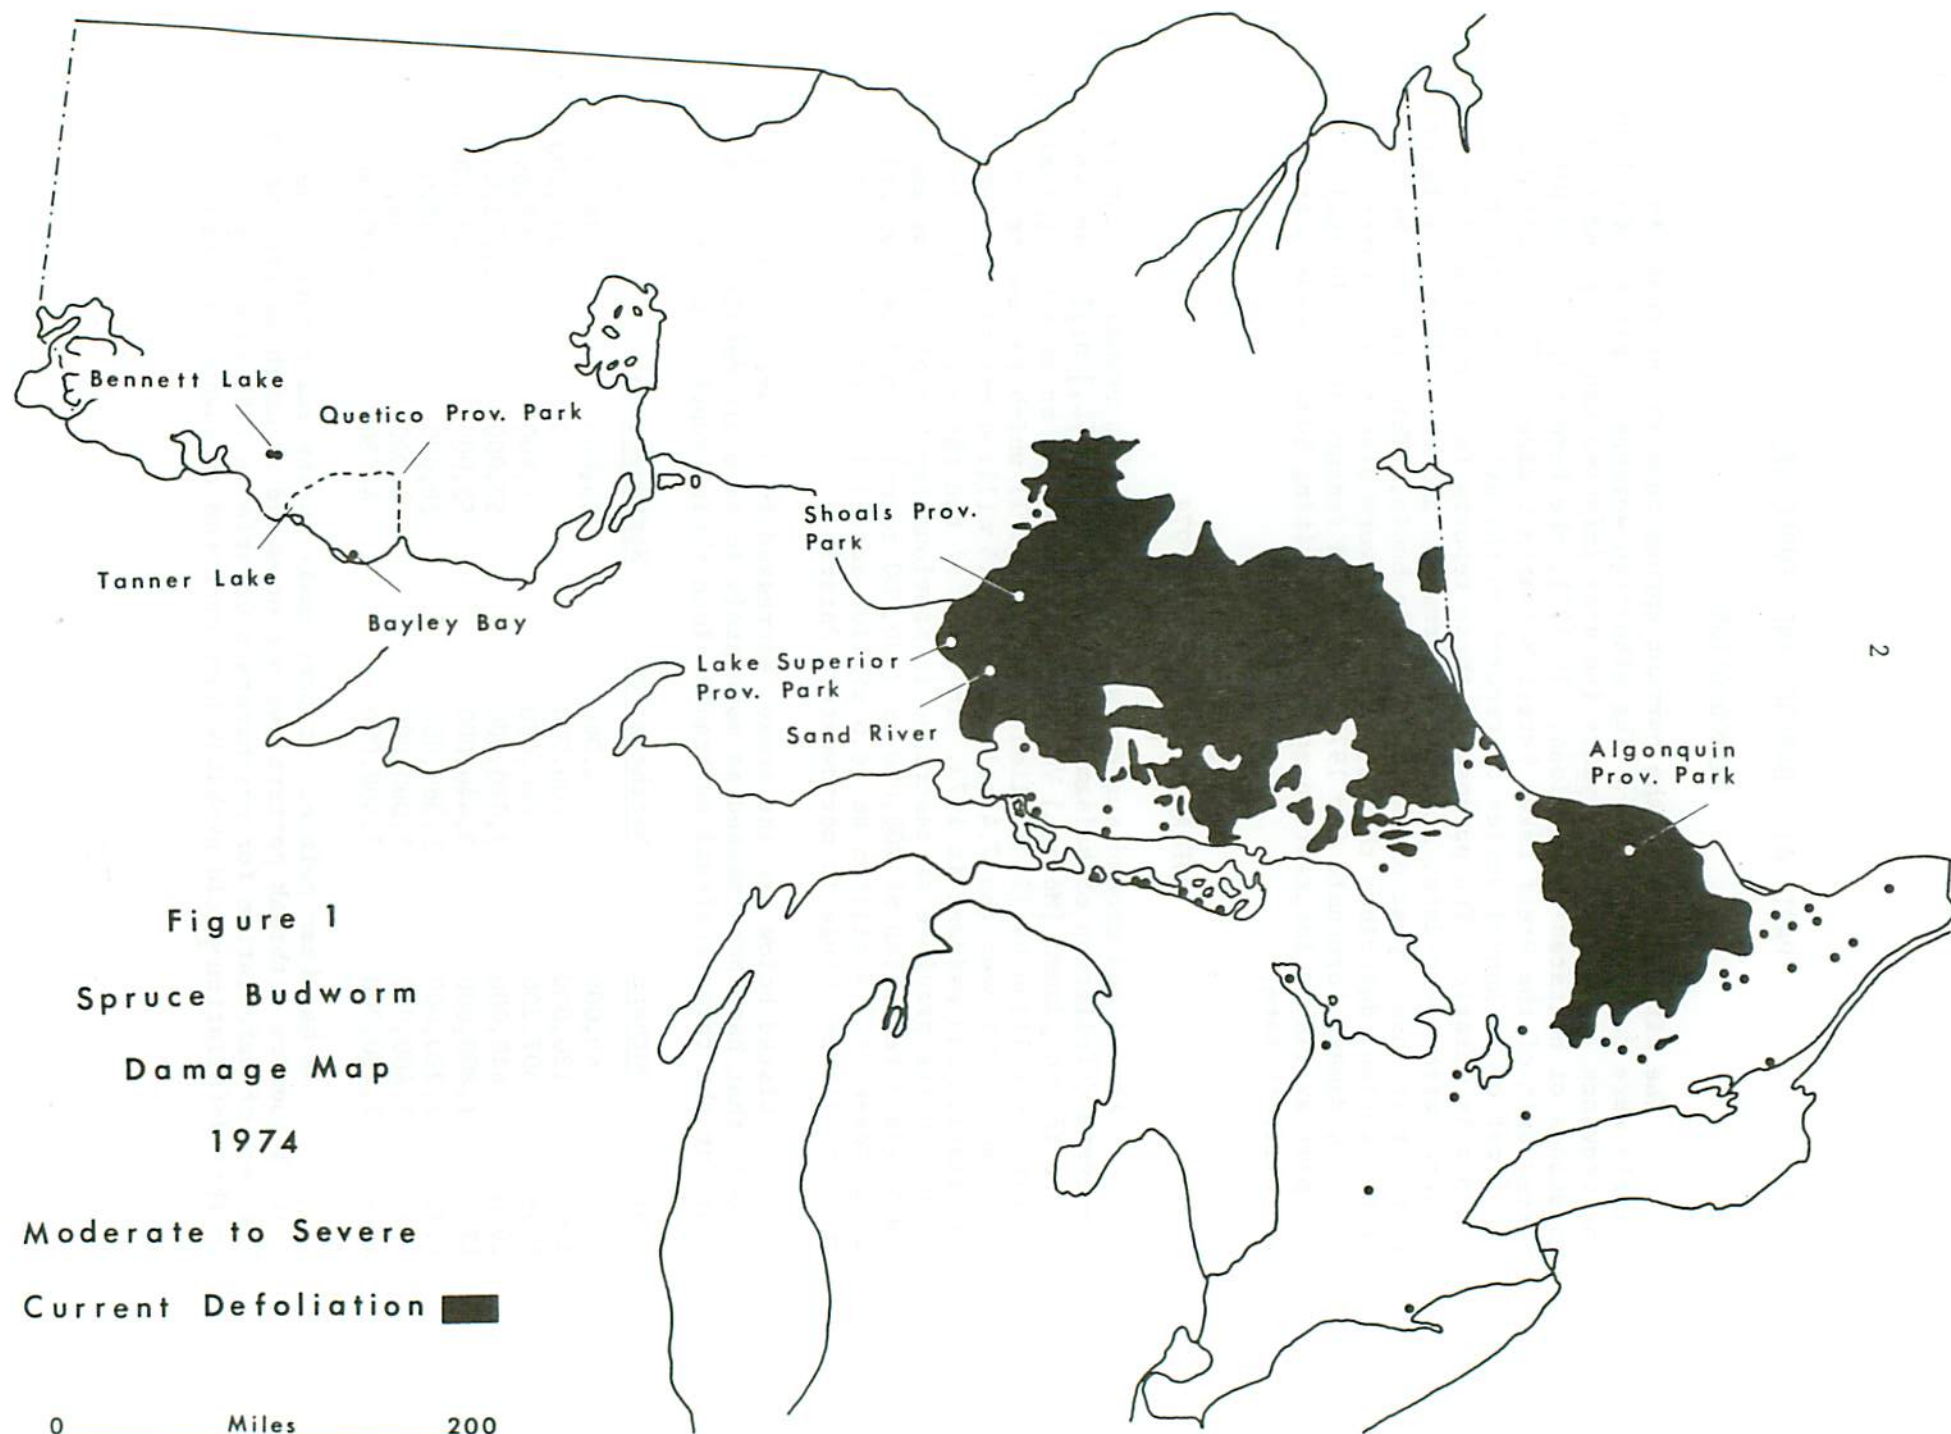 Bennett Lake
Quetico Prov. Park
Tanner Lake
Bayley Bay
Shoals Prov.
Park
Lake Superior
Prov. Park
Sand River
Algonquin
Prov. Park
2
Figure 1
Spruce Budworm
Damage Map
1974
Moderate to Severe
Current Defoliation
0 Miles 200